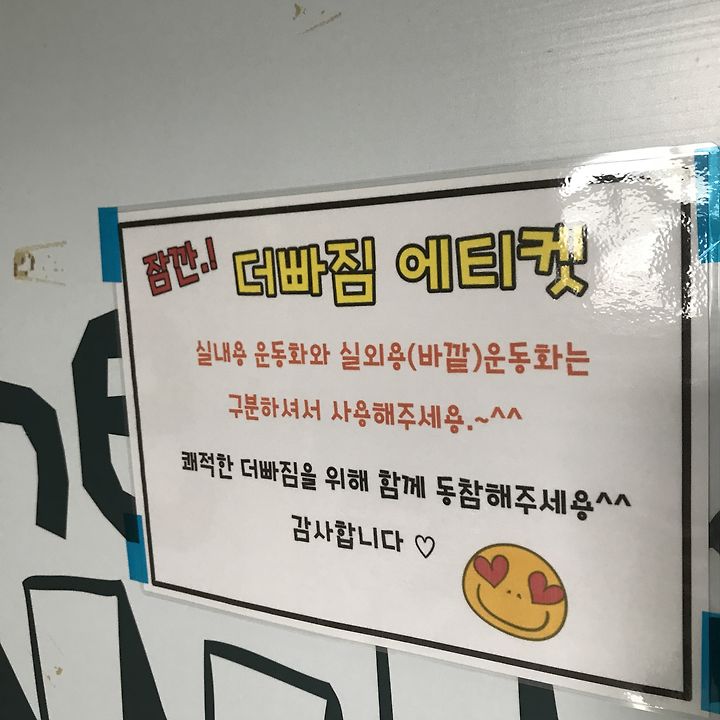 잠깐.! 더빠짐 에티켓
실내용 운동화와 실외용(바깥)운동화는
구분하셔서 사용해주세용.~^^
쾌적한 더빠짐을 위해 함께 동참해주세용^^
감사합니다 ♡